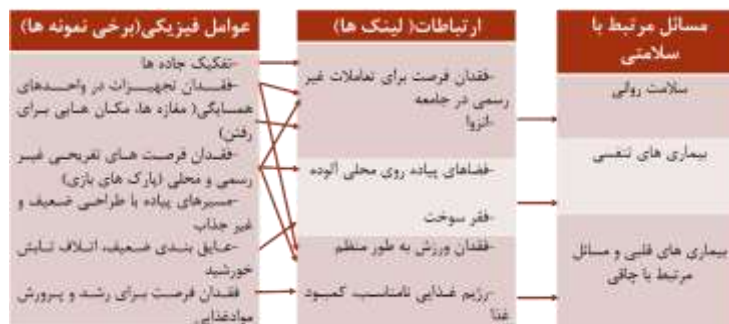 عوامل فیزیکی(برخی نمونه ها)
-تفکیک جاده ها
-فقدان تجهیزات در واحدهای
همسایگی( مغازه ها، مکان هایی برای
رفتن)
-فقدان فرصت های تفریحی غیر
رسمی و محلی (پارک های بازی)
-مسیرهای پیاده با طراحی ضعیف و
غیر جذاب
-عایق بندی ضعیف، اتلاف تابش
خورشید
فقدان فرصت برای رشد و پرورش
موادغذایی
ارتباطات( لینک ها)
-فقدان فرصت برای تعاملات غیر
رسمی در جامعه
-انزوا
-فضاهای پیاده روی محلی آلوده
-فقر سوخت
-فقدان ورزش به طور منظم
-رژیم غذایی نامناسب، کمبود
غذا
مسائل مرتبط با
سلامتی
سلامت روانی
بیماری های تنفسی
بیماری های قلبی و مسائل
مرتبط با چاقی